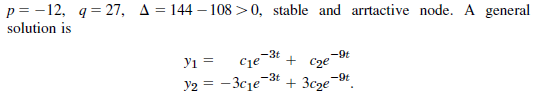 p = −12, q = 27, Δ = 144 − 108 > 0, stable and arrtactive node. A general
solution is
y₁ = c₁e⁻³ᵗ + c₂e⁻⁹ᵗ
y₂ = −3c₁e⁻³ᵗ + 3c₂e⁻⁹ᵗ.